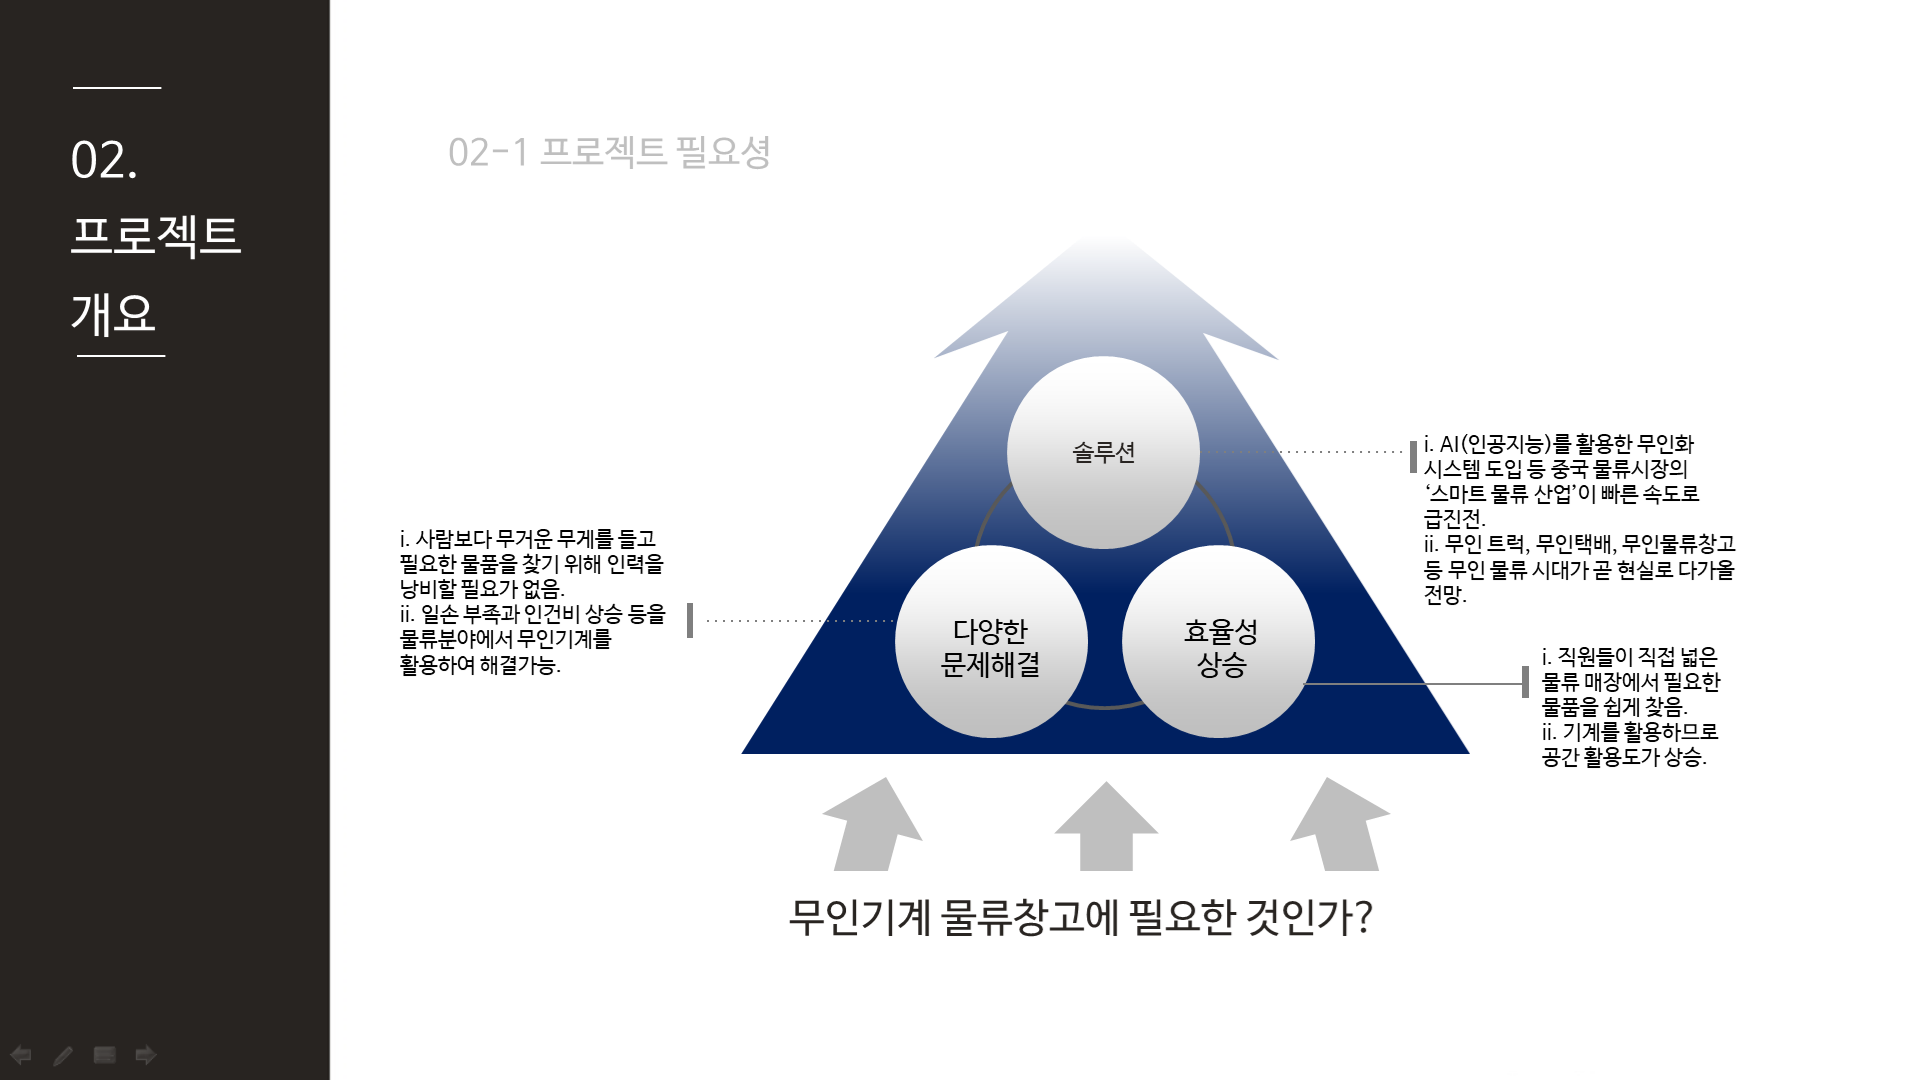 02.
프로젝트
개요
02-1 프로젝트 필요성
솔루션
i. AI(인공지능)를 활용한 무인화
시스템 도입 등 중국 물류시장의
‘스마트 물류 산업’이 빠른 속도로
급진전.
ii. 무인 트럭, 무인택배, 무인물류창고
등 무인 물류 시대가 곧 현실로 다가올
전망.
i. 사람보다 무거운 무게를 들고
필요한 물품을 찾기 위해 인력을
낭비할 필요가 없음.
ii. 일손 부족과 인건비 상승 등을
물류분야에서 무인기계를
활용하여 해결가능.
다양한
문제해결
효율성
상승
i. 직원들이 직접 넓은
물류 매장에서 필요한
물품을 쉽게 찾음.
ii. 기계를 활용하므로
공간 활용도가 상승.
무인기계 물류창고에 필요한 것인가?